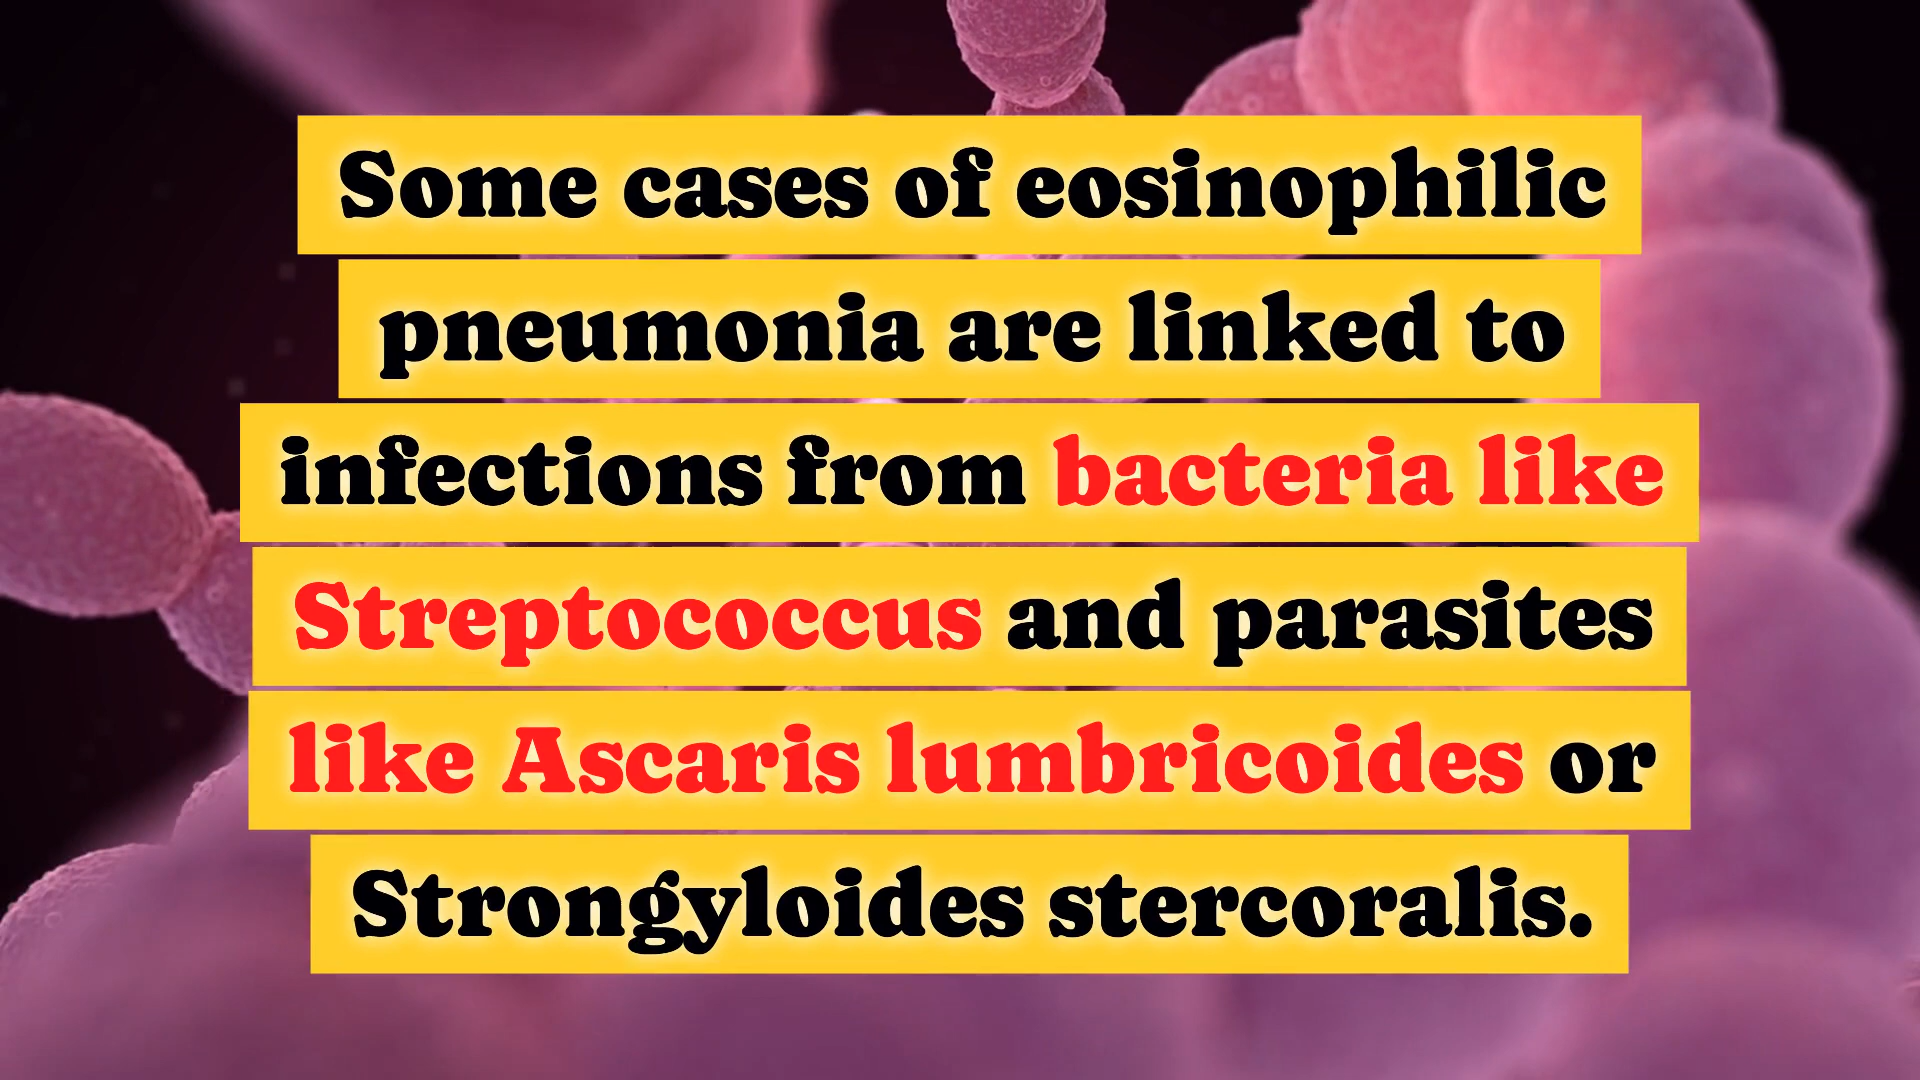 Some cases of eosinophilic
pneumonia are linked to
infections from bacteria like
Streptococcus and parasites
like Ascaris lumbricoides or
Strongyloides stercoralis.